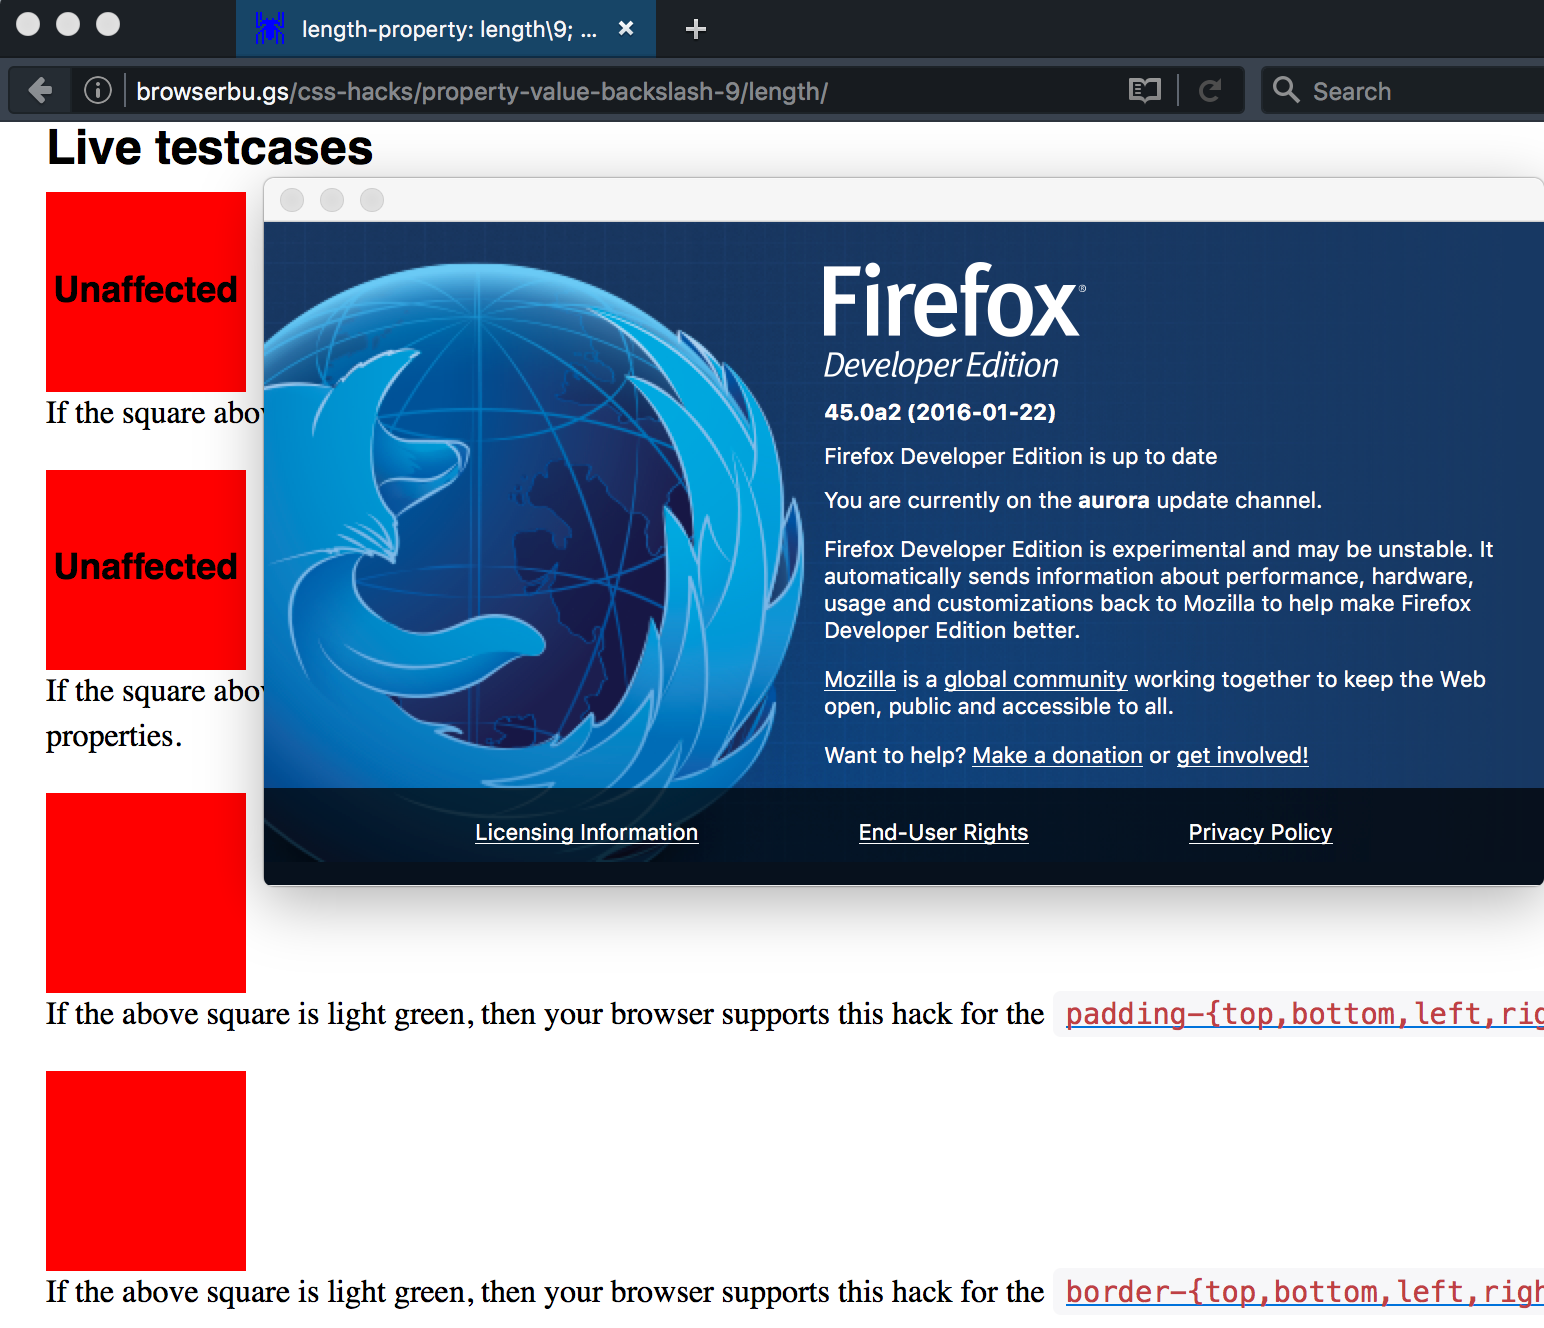 length-property: length\9; ...
browserbu.gs/css-hacks/property-value-backslash-9/length/
Search
Live testcases
Unaffected
If the square
Unaffected
If the square
properties.
Firefox®
Developer Edition
45.0a2 (2016-01-22)
Firefox Developer Edition is up to date
You are currently on the aurora update channel.
Firefox Developer Edition is experimental and may be unstable. It
automatically sends information about performance, hardware,
usage and customizations back to Mozilla to help make Firefox
Developer Edition better.
Mozilla is a global community working together to keep the Web
open, public and accessible to all.
Want to help? Make a donation or get involved!
Licensing Information
End-User Rights
Privacy Policy
If the above square is light green, then your browser supports this hack for the padding-{top,bottom,left,rig
If the above square is light green, then your browser supports this hack for the border-{top,bottom,left,righ